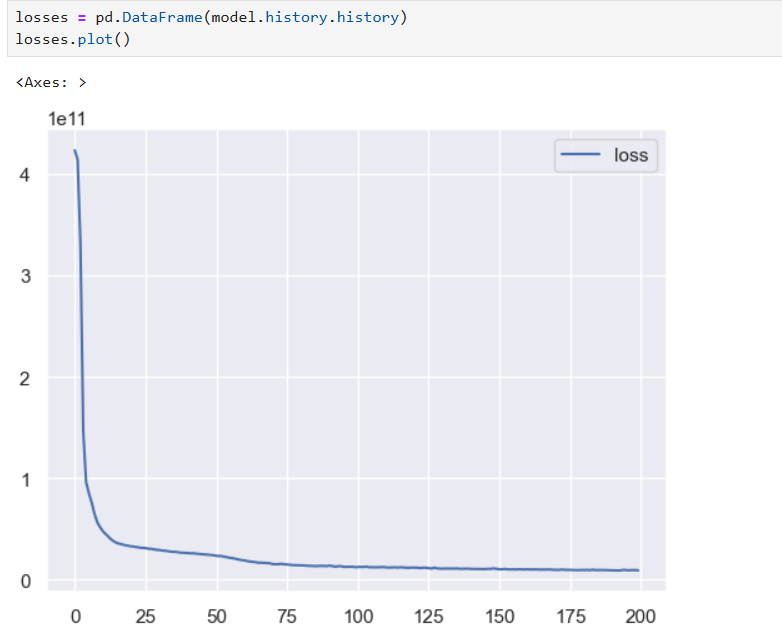 losses = pd.DataFrame(model.history.history)
losses.plot()
<Axes: >
1e11
loss
4
3
2
1
0
0 25 50 75 100 125 150 175 200